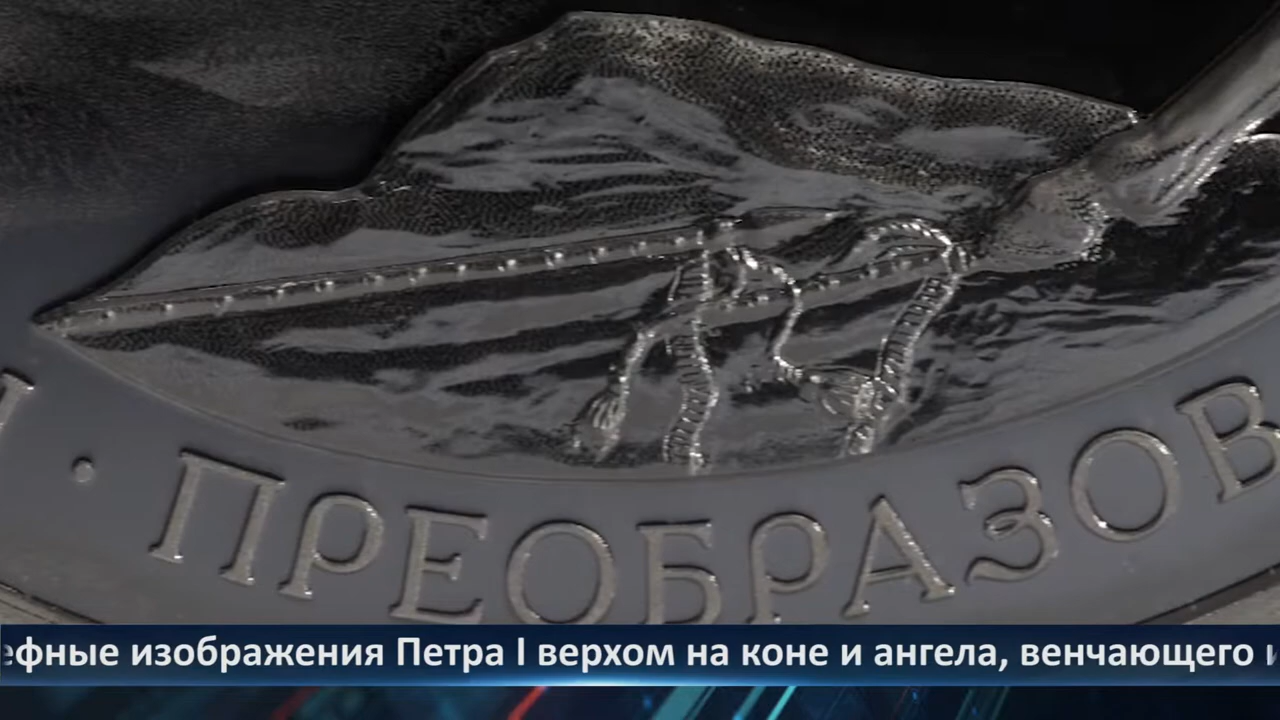 · ПРЕОБРАЗОВ
ефные изображения Петра I верхом на коне и ангела, венчающего